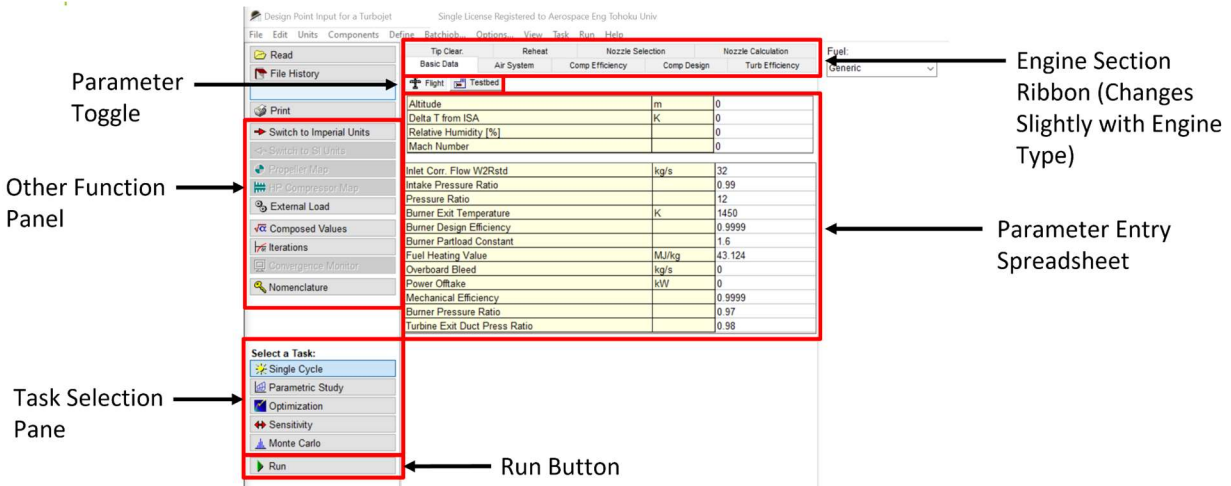 Design Point Input for a Turbojet Single License Registered to Aerospace Eng Tohoku Univ
File Edit Units Components Define Batchjob... Options... View Task Run Help
Read
File History
Print
Switch to Imperial Units
Switch to SI Units
Propeller Map
HP Compressor Map
External Load
Composed Values
Iterations
Convergence Monitor
Nomenclature
Select a Task:
Single Cycle
Parametric Study
Optimization
Sensitivity
Monte Carlo
Run
Tip Clear. Reheat Nozzle Selection Nozzle Calculation
Basic Data Air System Comp Efficiency Comp Design Turb Efficiency
Flight Testbed
Altitude m 0
Delta T from ISA K 0
Relative Humidity [%] 0
Mach Number 0
Inlet Corr. Flow W2Rstd kg/s 32
Intake Pressure Ratio 0.99
Pressure Ratio 12
Burner Exit Temperature K 1450
Burner Design Efficiency 0.9999
Burner Partload Constant 1.6
Fuel Heating Value MJ/kg 43.124
Overboard Bleed kg/s 0
Power Offtake kW 0
Mechanical Efficiency 0.9999
Burner Pressure Ratio 0.97
Turbine Exit Duct Press Ratio 0.98
Fuel:
Generic
Parameter
Toggle
Other Function
Panel
Task Selection
Pane
Run Button
Engine Section
Ribbon (Changes
Slightly with Engine
Type)
Parameter Entry
Spreadsheet